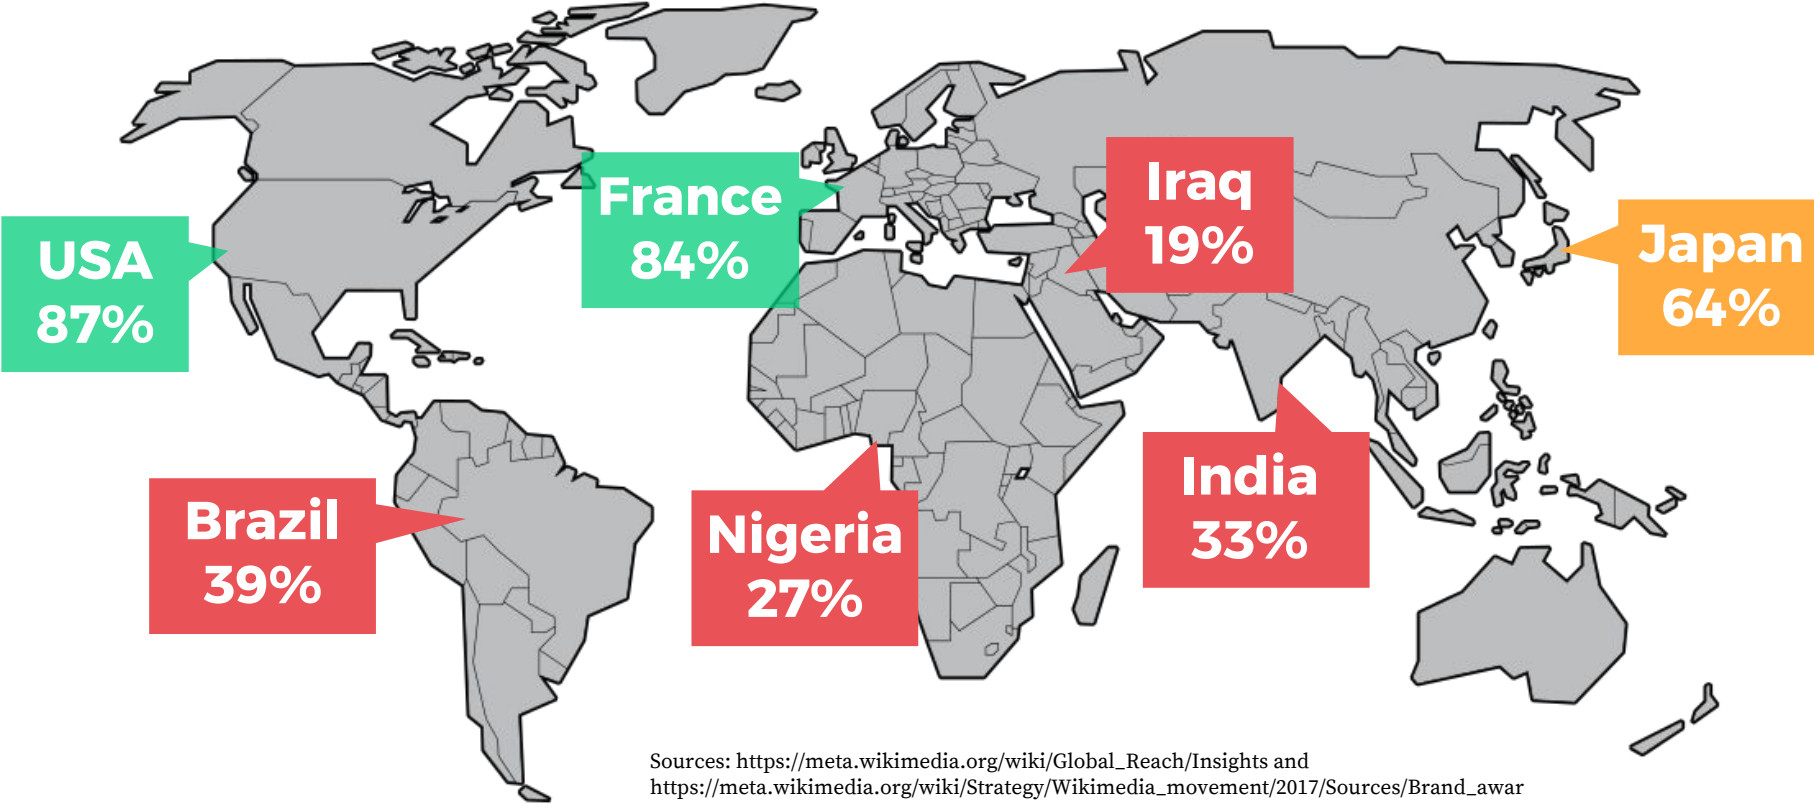 USA
87%
France
84%
Iraq
19%
Japan
64%
Brazil
39%
Nigeria
27%
India
33%
Sources: https://meta.wikimedia.org/wiki/Global_Reach/Insights and
https://meta.wikimedia.org/wiki/Strategy/Wikimedia_movement/2017/Sources/Brand_awar